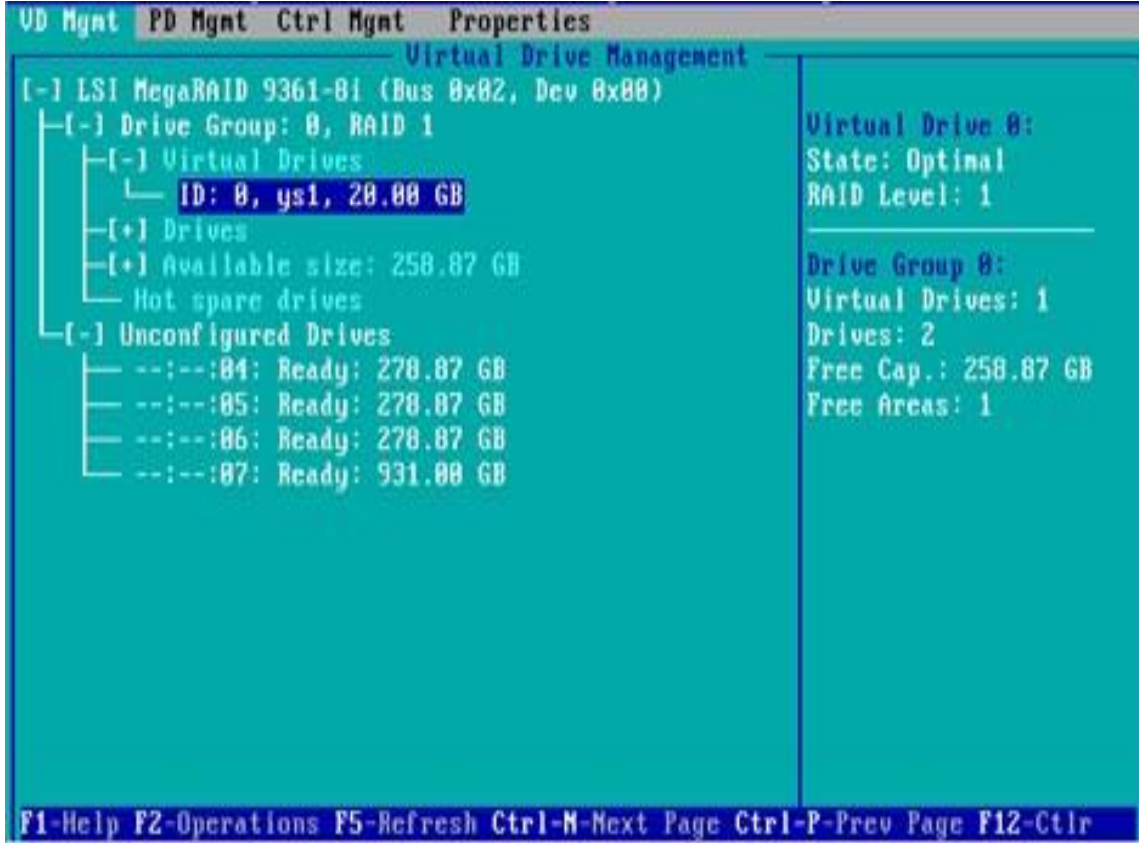 VD Mgmt PD Mgmt Ctrl Mgmt Properties
Virtual Drive Management
[-] LSI MegaRAID 9361-8i (Bus 0x02, Dev 0x00)
[-] Drive Group: 0, RAID 1
[-] Virtual Drives
ID: 0, ys1, 20.00 GB
[+] Drives
[+] Available size: 258.87 GB
Hot spare drives
[-] Unconfigured Drives
--:--:04: Ready: 278.87 GB
--:--:05: Ready: 278.87 GB
--:--:06: Ready: 278.87 GB
--:--:07: Ready: 931.00 GB
Virtual Drive 0:
State: Optimal
RAID Level: 1
Drive Group 0:
Virtual Drives: 1
Drives: 2
Free Cap.: 258.87 GB
Free Areas: 1
F1-Help F2-Operations F5-Refresh Ctrl-N-Next Page Ctrl-P-Prev Page F12-Ctlr